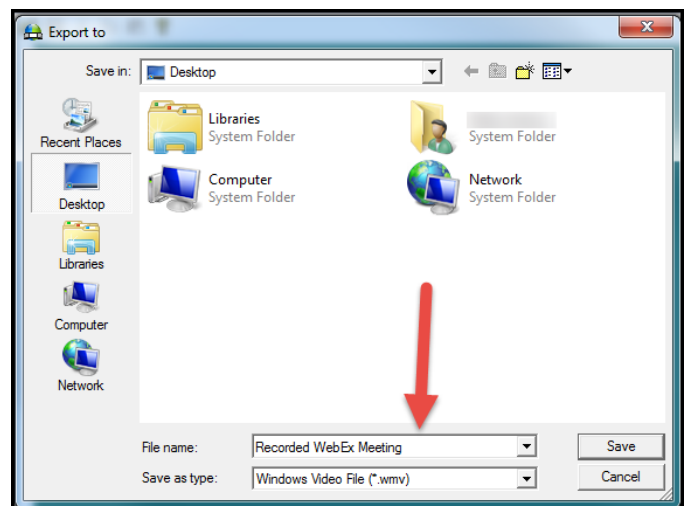 Export to
Save in: Desktop
Recent Places
Desktop
Libraries
Computer
Network
Libraries
System Folder
System Folder
Computer
System Folder
Network
System Folder
File name: Recorded WebEx Meeting Save
Save as type: Windows Video File (*.wmv) Cancel